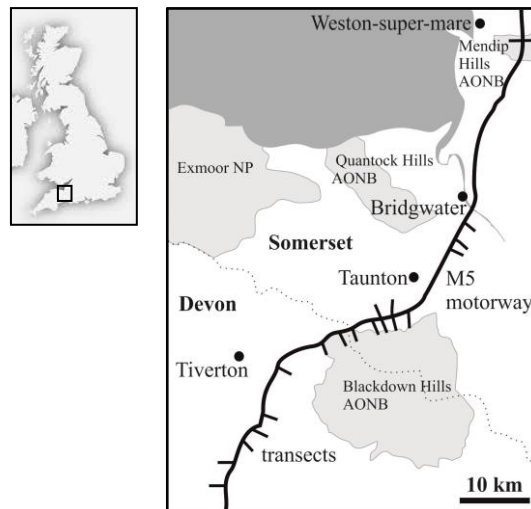 Weston-super-mare
Mendip
Hills
AONB
Exmoor NP
Quantock Hills
AONB
Bridgwater
Somerset
Taunton
M5
motorway
Devon
Tiverton
Blackdown Hills
AONB
transects
10 km